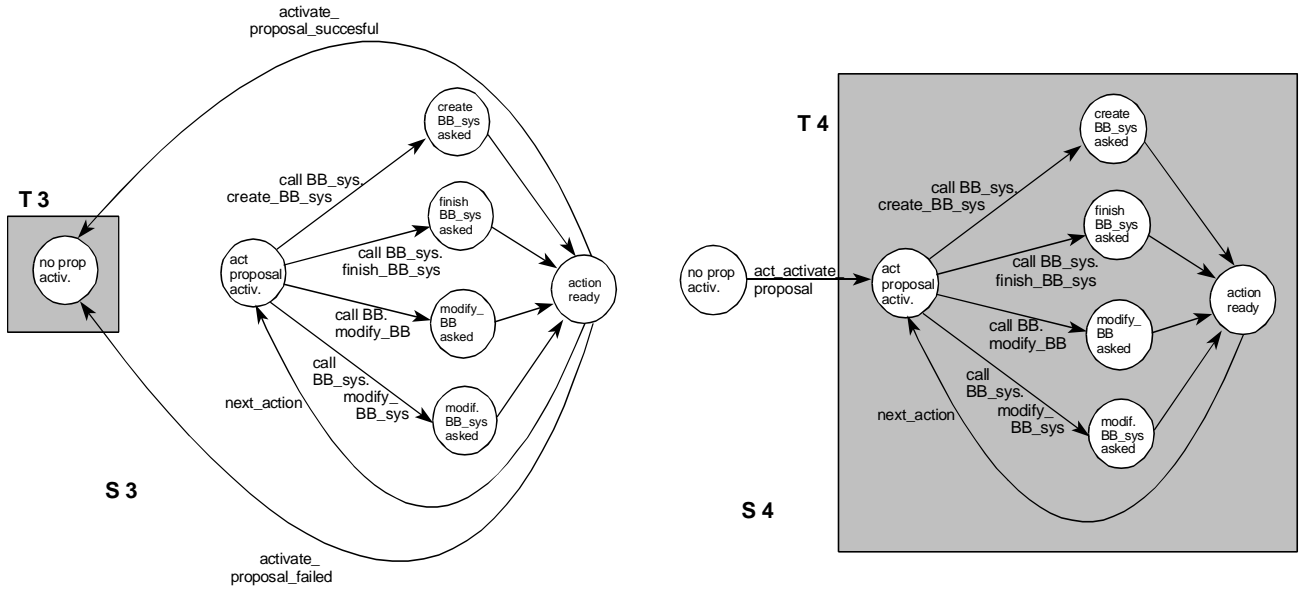 activate_
proposal_succesful
T 3
no prop
activ.
create
BB_sys
asked
call BB_sys.
create_BB_sys
finish
BB_sys
asked
call BB_sys.
finish_BB_sys
act
proposal
activ.
action
ready
call BB.
modify_BB
modify_
BB
asked
call
BB_sys.
modify_
BB_sys
next_action
modif.
BB_sys
asked
S 3
activate_
proposal_failed
T 4
create
BB_sys
asked
call BB_sys.
create_BB_sys
finish
BB_sys
asked
call BB_sys.
finish_BB_sys
no prop
activ.
act_activate_
proposal
act
proposal
activ.
action
ready
call BB.
modify_BB
modify_
BB
asked
call
BB_sys.
modify_
BB_sys
next_action
modif.
BB_sys
asked
S 4